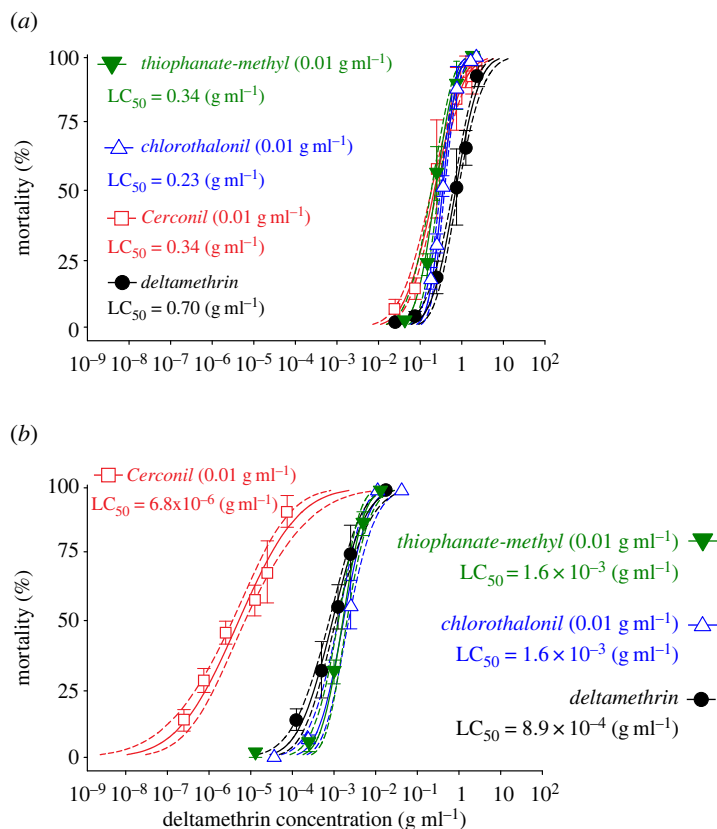 (a)
100
75
50
25
0
mortality (%)
thiophanate-methyl (0.01 g ml⁻¹)
LC₅₀ = 0.34 (g ml⁻¹)
chlorothalonil (0.01 g ml⁻¹)
LC₅₀ = 0.23 (g ml⁻¹)
Cerconil (0.01 g ml⁻¹)
LC₅₀ = 0.34 (g ml⁻¹)
deltamethrin
LC₅₀ = 0.70 (g ml⁻¹)
10⁻⁹ 10⁻⁸ 10⁻⁷ 10⁻⁶ 10⁻⁵ 10⁻⁴ 10⁻³ 10⁻² 10⁻¹ 1 10 10²
(b)
100
75
50
25
0
mortality (%)
Cerconil (0.01 g ml⁻¹)
LC₅₀ = 6.8x10⁻⁶ (g ml⁻¹)
thiophanate-methyl (0.01 g ml⁻¹)
LC₅₀ = 1.6 × 10⁻³ (g ml⁻¹)
chlorothalonil (0.01 g ml⁻¹)
LC₅₀ = 1.6 × 10⁻³ (g ml⁻¹)
deltamethrin
LC₅₀ = 8.9 × 10⁻⁴ (g ml⁻¹)
10⁻⁹ 10⁻⁸ 10⁻⁷ 10⁻⁶ 10⁻⁵ 10⁻⁴ 10⁻³ 10⁻² 10⁻¹ 1 10 10²
deltamethrin concentration (g ml⁻¹)